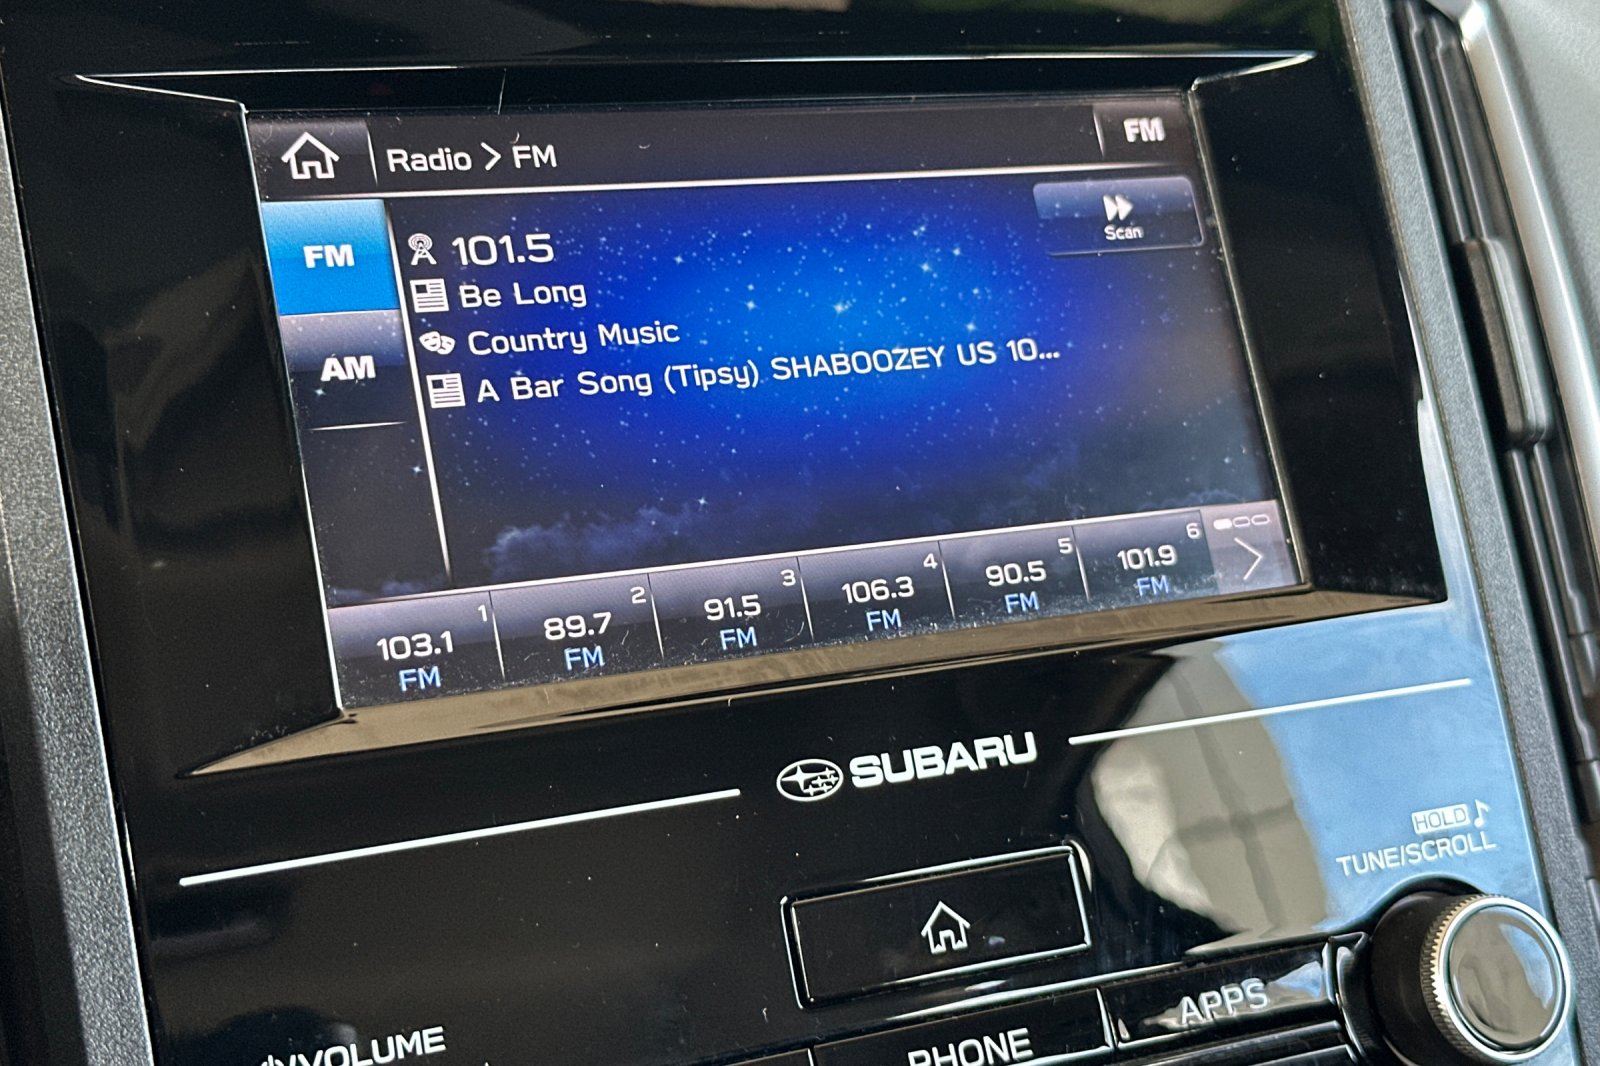 Radio > FM
FM
FM
101.5
Scan
Be Long
Country Music
AM
A Bar Song (Tipsy) SHABOOZEY US 10...
1
103.1
FM
2
89.7
FM
3
91.5
FM
4
106.3
FM
5
90.5
FM
6
101.9
FM
SUBARU
HOLD
TUNE/SCROLL
APPS
VOLUME
PHONE